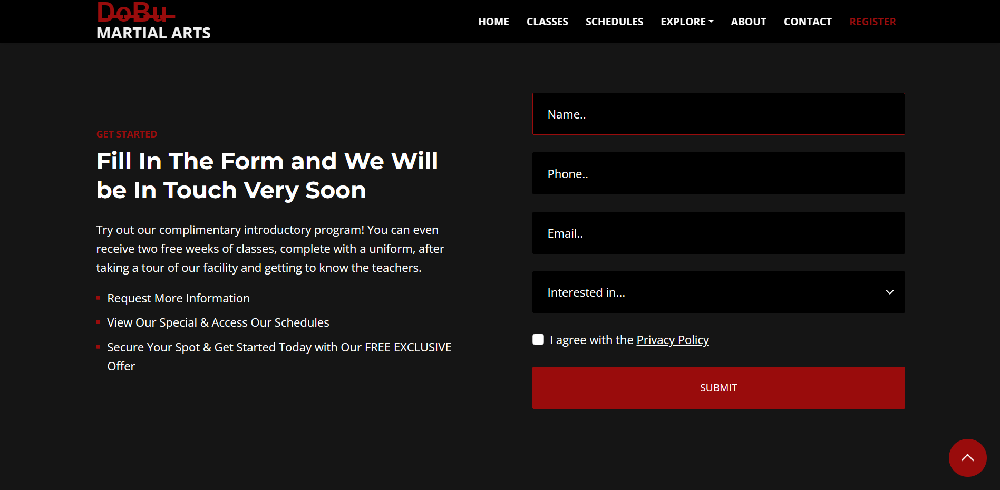 DoBu
MARTIAL ARTS
HOME CLASSES SCHEDULES EXPLORE ABOUT CONTACT REGISTER
GET STARTED
Fill In The Form and We Will
be In Touch Very Soon
Try out our complimentary introductory program! You can even
receive two free weeks of classes, complete with a uniform, after
taking a tour of our facility and getting to know the teachers.
Request More Information
View Our Special & Access Our Schedules
Secure Your Spot & Get Started Today with Our FREE EXCLUSIVE
Offer
Name..
Phone..
Email..
Interested in...
I agree with the Privacy Policy
SUBMIT